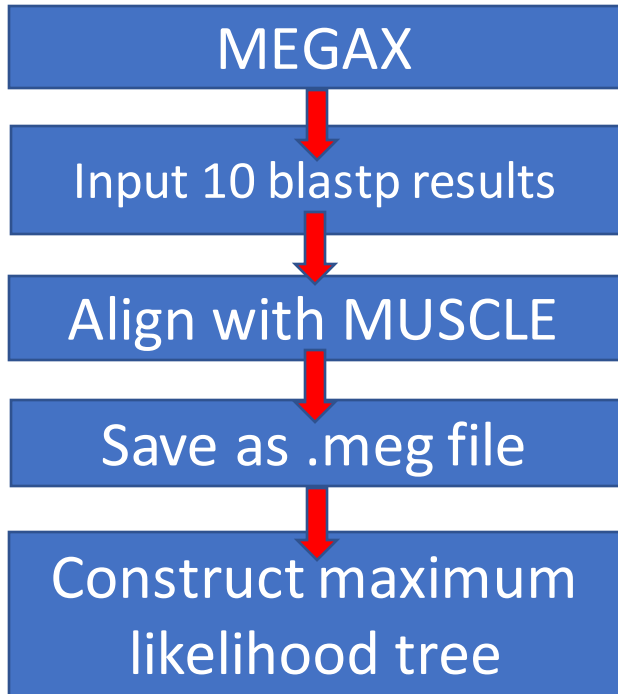 MEGAX
Input 10 blastp results
Align with MUSCLE
Save as .meg file
Construct maximum
likelihood tree